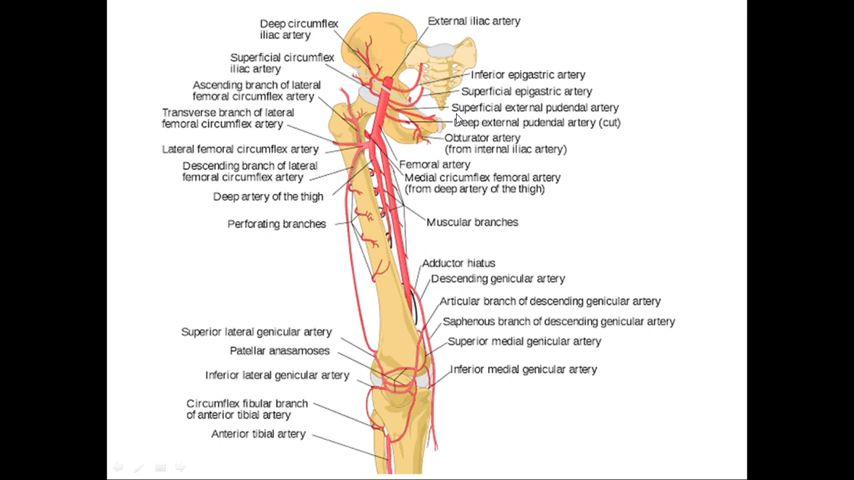 Deep circumflex
iliac artery
External iliac artery
Superficial circumflex
iliac artery
Inferior epigastric artery
Ascending branch of lateral
femoral circumflex artery
Superficial epigastric artery
Superficial external pudendal artery
Transverse branch of lateral
femoral circumflex artery
Deep external pudendal artery (cut)
Obturator artery
(from internal iliac artery)
Lateral femoral circumflex artery
Femoral artery
Descending branch of lateral
femoral circumflex artery
Medial cricumflex femoral artery
(from deep artery of the thigh)
Deep artery of the thigh
Perforating branches
Muscular branches
Adductor hiatus
Descending genicular artery
Articular branch of descending genicular artery
Saphenous branch of descending genicular artery
Superior lateral genicular artery
Superior medial genicular artery
Patellar anasamoses
Inferior lateral genicular artery
Inferior medial genicular artery
Circumflex fibular branch
of anterior tibial artery
Anterior tibial artery